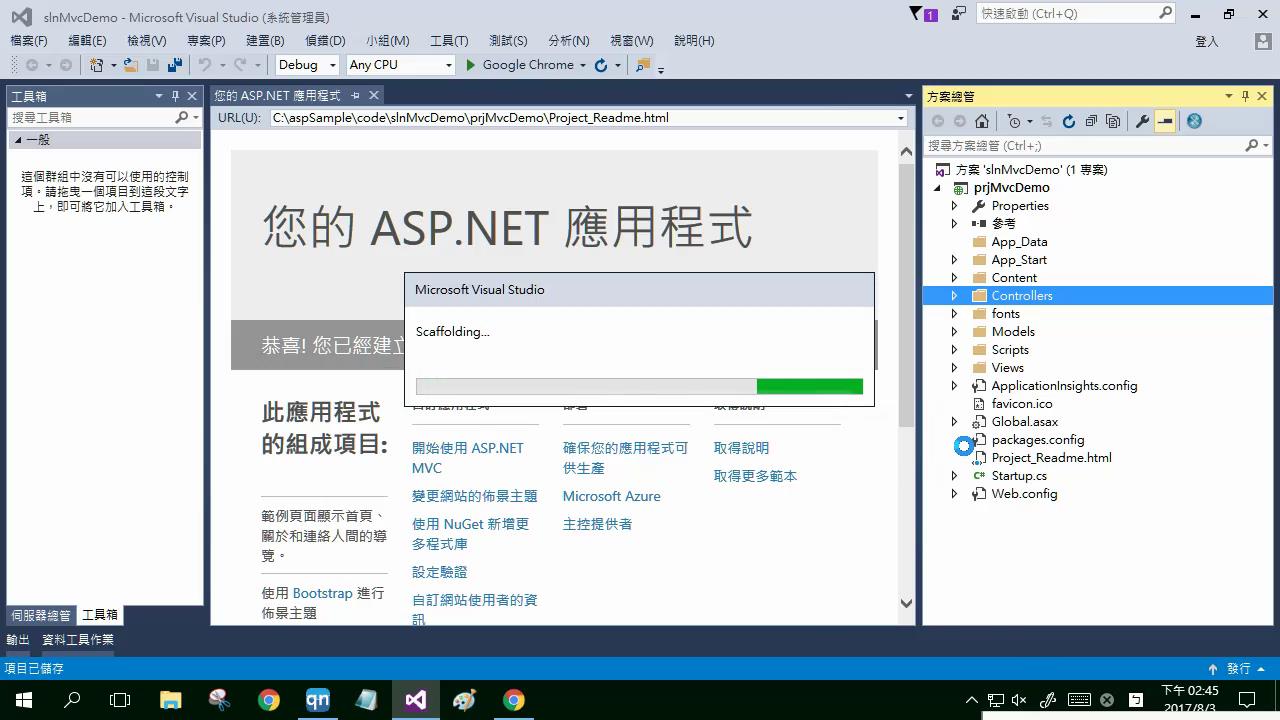 slnMvcDemo - Microsoft Visual Studio (系統管理員)
1
快速啟動 (Ctrl+Q)
檔案(F) 編輯(E) 檢視(V) 專案(P) 建置(B) 偵錯(D) 小組(M) 工具(T) 測試(S) 分析(N) 視窗(W) 說明(H)
登入
Debug Any CPU Google Chrome
工具箱
搜尋工具箱
一般
這個群組中沒有可以使用的控制
項。請拖曳一個項目到這段文字
上，即可將它加入工具箱。
伺服器總管 工具箱
您的 ASP.NET 應用程式
URL(U): C:\aspSample\code\slnMvcDemo\prjMvcDemo\Project_Readme.html
您的 ASP.NET 應用程式
恭喜! 您已經建立
Microsoft Visual Studio
Scaffolding...
此應用程式
的組成項目:
範例頁面顯示首頁、
關於和連絡人間的導
覽。
使用 Bootstrap 進行
佈景主題
開始使用 ASP.NET
MVC
變更網站的佈景主題
使用 NuGet 新增更
多程式庫
設定驗證
自訂網站使用者的資
訊
確保您的應用程式可
供生產
Microsoft Azure
主控提供者
取得說明
取得更多範本
方案總管
搜尋方案總管 (Ctrl+;)
方案 'slnMvcDemo' (1 專案)
prjMvcDemo
Properties
參考
App_Data
App_Start
Content
Controllers
fonts
Models
Scripts
Views
ApplicationInsights.config
favicon.ico
Global.asax
packages.config
Project_Readme.html
Startup.cs
Web.config
輸出 資料工具作業
項目已儲存
發行
qn
下午 02:45
2017/8/3